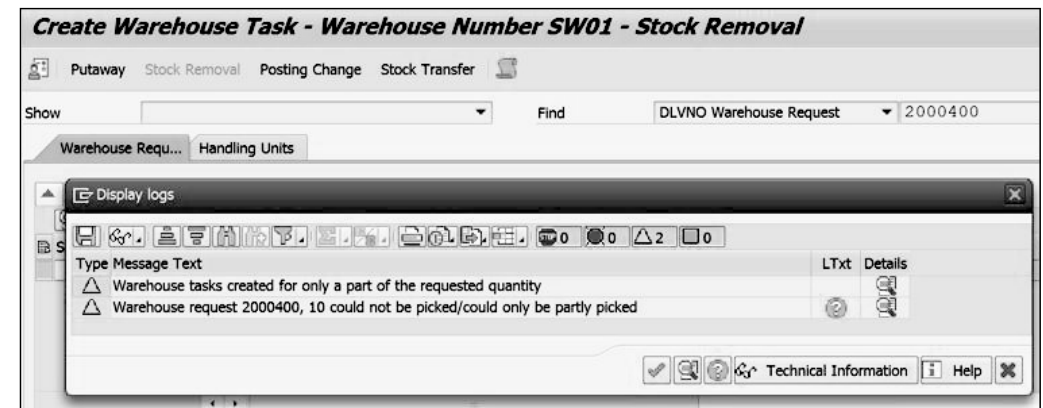 Create Warehouse Task - Warehouse Number SW01 - Stock Removal
Putaway Stock Removal Posting Change Stock Transfer
Show Find DLVNO Warehouse Request 2000400
Warehouse Requ... Handling Units
Display logs
0 0 2 0
Type Message Text LTxt Details
Warehouse tasks created for only a part of the requested quantity
Warehouse request 2000400, 10 could not be picked/could only be partly picked
Technical Information Help